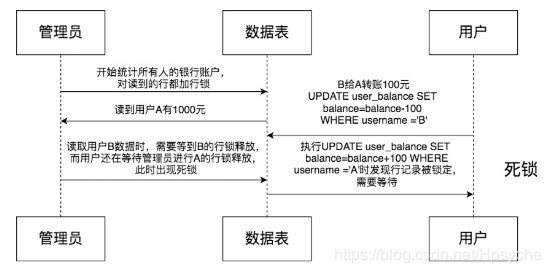 管理员
数据表
用户
开始统计所有人的银行账户，
对读到的行都加行锁
B给A转账100元
UPDATE user_balance SET
balance=balance-100
WHERE username ='B'
读到用户A有1000元
读取用户B数据时，需要等到B的行锁释放，
而用户还在等待管理员进行A的行锁释放，
此时出现死锁
执行UPDATE user_balance SET
balance=balance+100 WHERE
username ='A'时发现行记录被锁定，
需要等待
死锁
管理员
数据表
用户
https://blog.csdn.net/Hpsyche